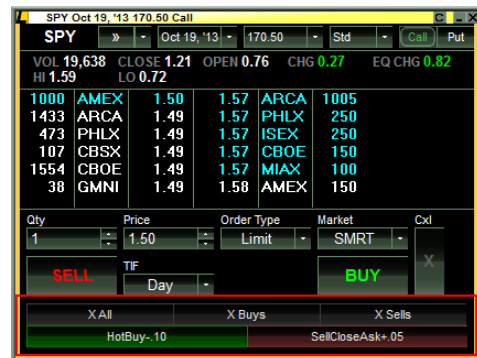 SPY Oct 19, '13 170.50 Call C _ X
SPY » Oct 19, '13 170.50 Std Call Put
VOL 19,638 CLOSE 1.21 OPEN 0.76 CHG 0.27 EQ CHG 0.82
HI 1.59 LO 0.72
1000 AMEX 1.50 1.57 ARCA 1005
1433 ARCA 1.49 1.57 PHLX 250
473 PHLX 1.49 1.57 ISEX 250
107 CBSX 1.49 1.57 CBOE 150
1554 CBOE 1.49 1.57 MIAX 100
38 GMNI 1.49 1.58 AMEX 150
Qty Price Order Type Market Cxl
1 1.50 Limit SMRT
SELL TIF Day BUY X
X All X Buys X Sells
HotBuy-.10 SellCloseAsk+.05